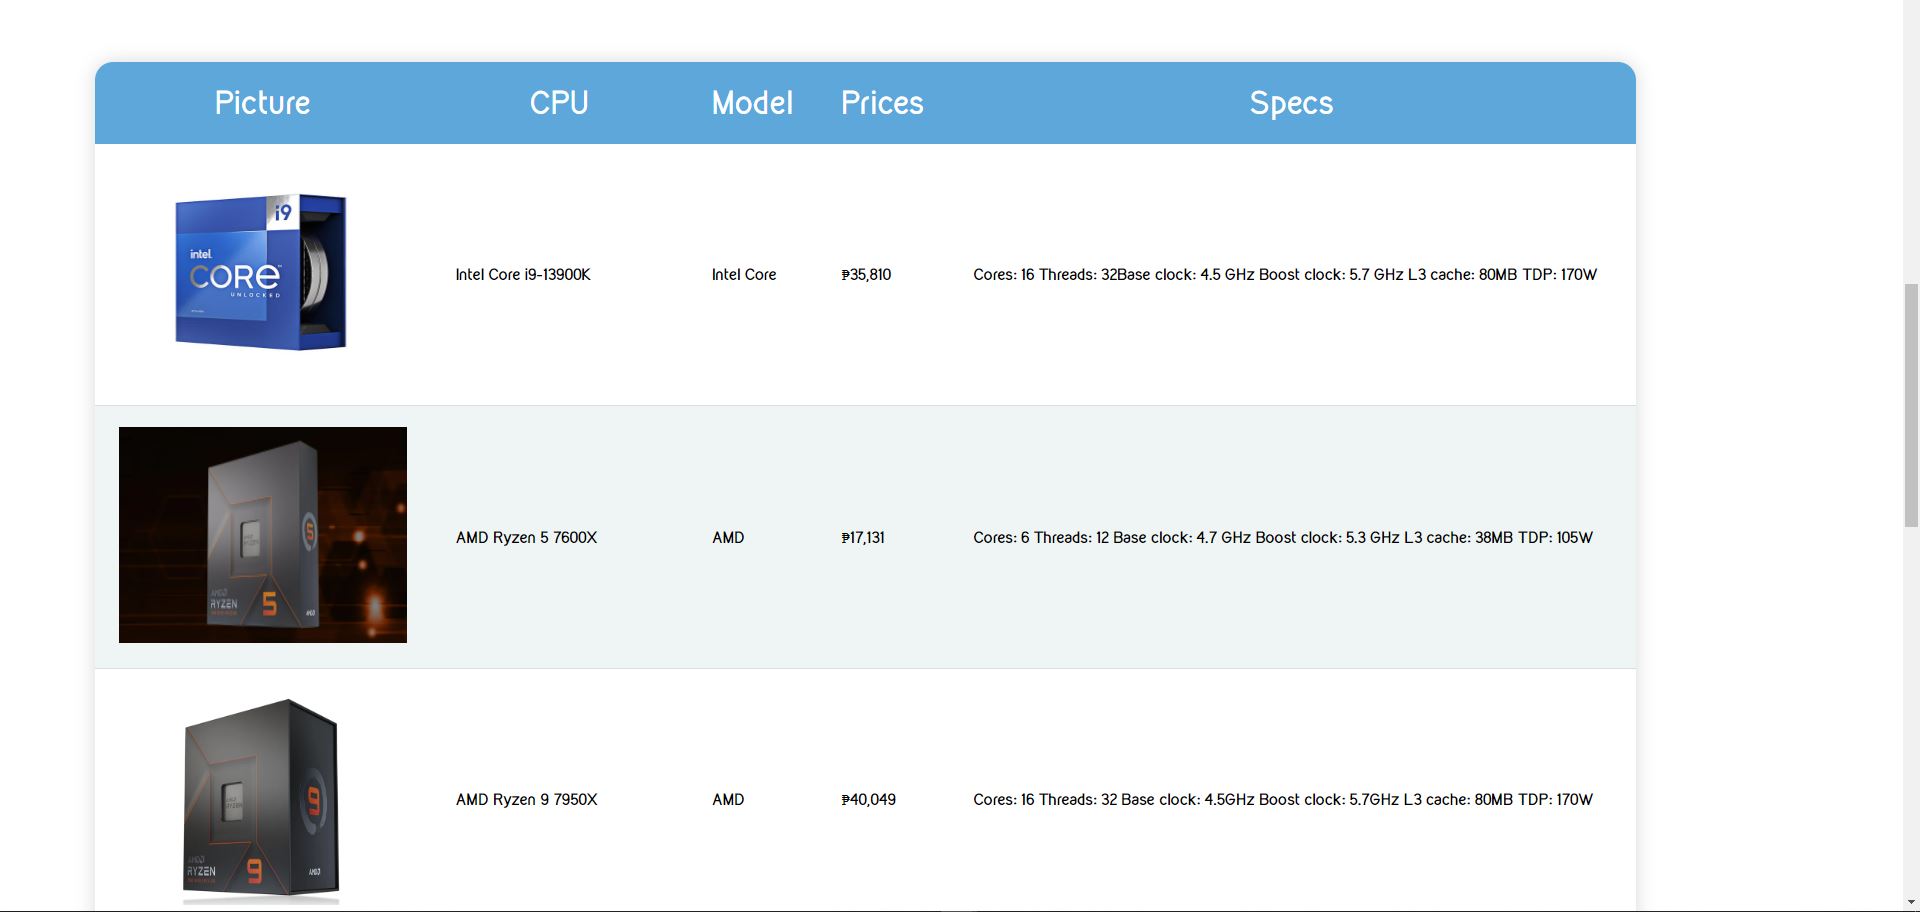 Picture CPU Model Prices Specs
i9
intel.
CORE
UNLOCKED
Intel Core i9-13900K Intel Core ₱35,810 Cores: 16 Threads: 32Base clock: 4.5 GHz Boost clock: 5.7 GHz L3 cache: 80MB TDP: 170W
5
AMD
RYZEN 5 AMD
AMD Ryzen 5 7600X AMD ₱17,131 Cores: 6 Threads: 12 Base clock: 4.7 GHz Boost clock: 5.3 GHz L3 cache: 38MB TDP: 105W
9
AMD
RYZEN 9 AMD
AMD Ryzen 9 7950X AMD ₱40,049 Cores: 16 Threads: 32 Base clock: 4.5GHz Boost clock: 5.7GHz L3 cache: 80MB TDP: 170W